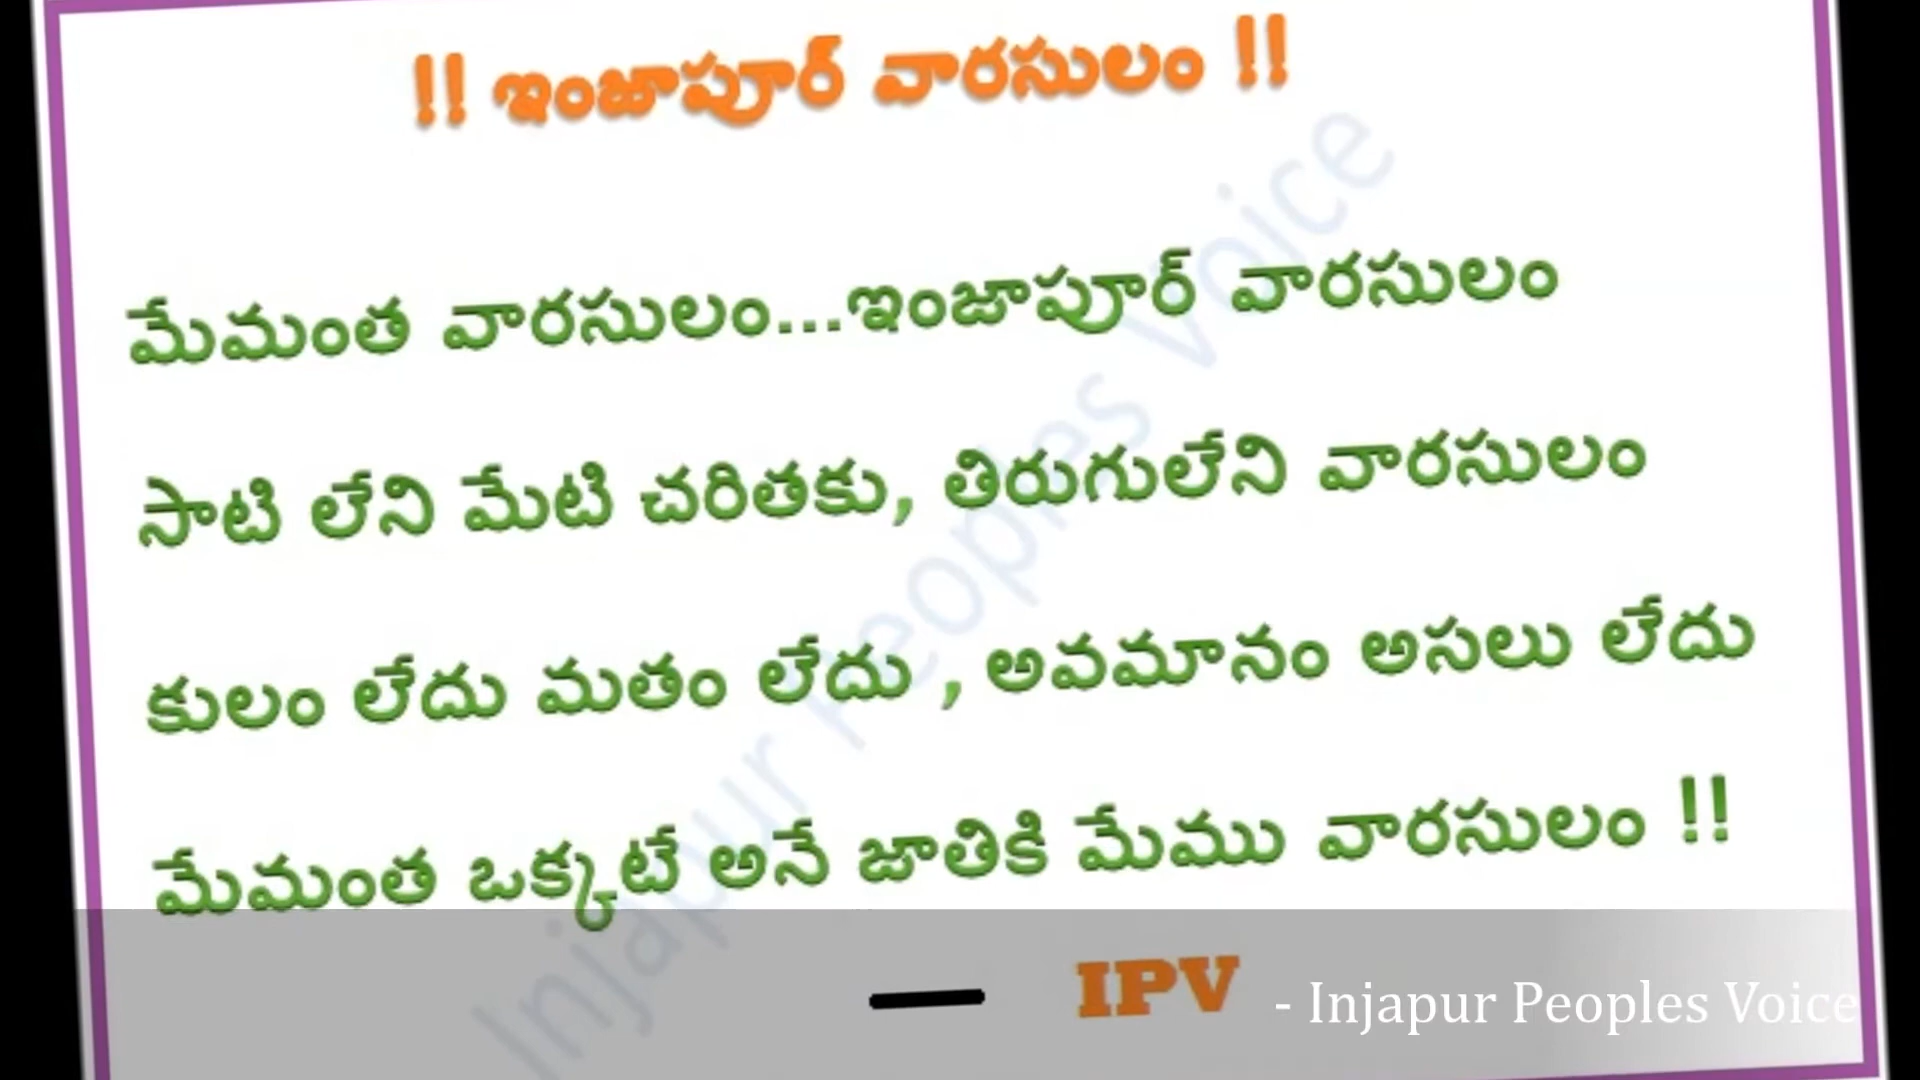 !! ఇంజాపూర్ వారసులం !!
మేమంత వారసులం...ఇంజాపూర్ వారసులం
సాటి లేని మేటి చరితకు, తిరుగులేని వారసులం
కులం లేదు మతం లేదు , అవమానం అసలు లేదు
మేమంత ఒక్కటే అనే జాతికి మేము వారసులం !!
— IPV - Injapur Peoples Voice
Injapur Peoples Voice